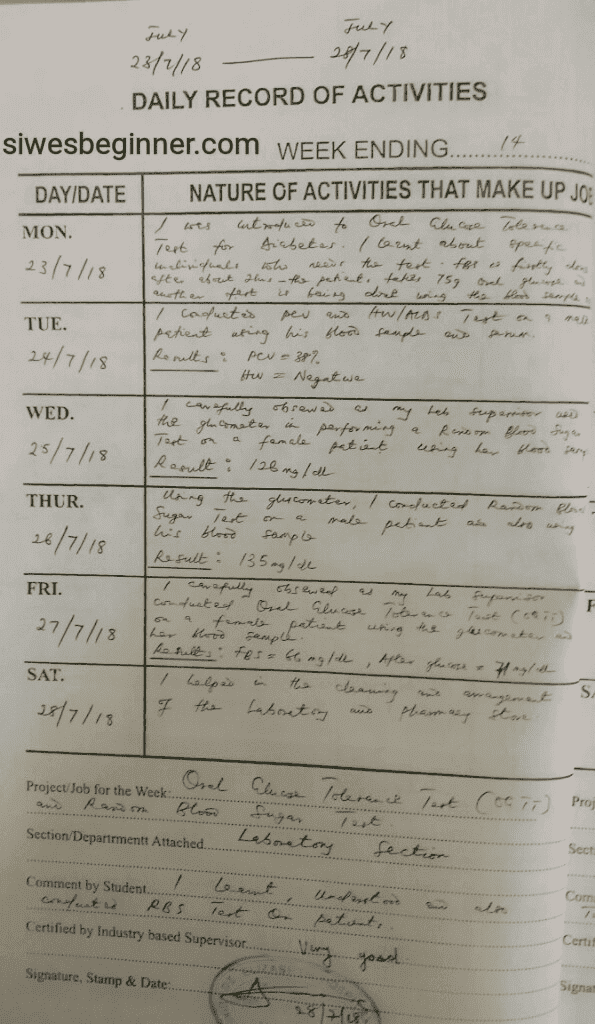 July July
23/7/18 — 28/7/18
DAILY RECORD OF ACTIVITIES
siwesbeginner.com
WEEK ENDING 14
DAY/DATE NATURE OF ACTIVITIES THAT MAKE UP JO
MON. 23/7/18
I was introduced to Oral Glucose Tolerance
Test for Diabetes. I learnt about specific
individuals who needs the test. FBS is firstly done
after about 2hrs the patient, takes 75g oral glucose
another test is being done using the blood sample
TUE. 24/7/18
I conducted PCV and Test on a male
patient using his blood sample and serum.
Results: PCV = 38%
= Negative
WED. 25/7/18
I carefully observed as my Lab supervisor used
the glucometer in performing a Random Blood Sugar
Test on a female patient using her blood
Result: 126 mg/dl
THUR. 26/7/18
Using the glucometer, I conducted Random Blood
Sugar Test on a male patient also using
his blood sample
Result: 135 mg/dl
FRI. 27/7/18
I carefully observed as my Lab supervisor
conducted Oral Glucose Tolerance Test (OGTT)
on a female patient using the glucometer and
her blood sample.
Results: FBS = 66 mg/dl, After glucose = 71 mg/dl
SAT. 28/7/18
I helped in the cleaning and arrangement
of the Laboratory and pharmacy store
Project/Job for the Week: Oral Glucose Tolerance Test (OGTT)
and Random Blood Sugar Test
Section/Departmentt Attached Laboratory section
Comment by Student I learnt, understood and also
conducted RBS Test on patients.
Certified by Industry based Supervisor Very good
Signature, Stamp & Date: 28/7/18